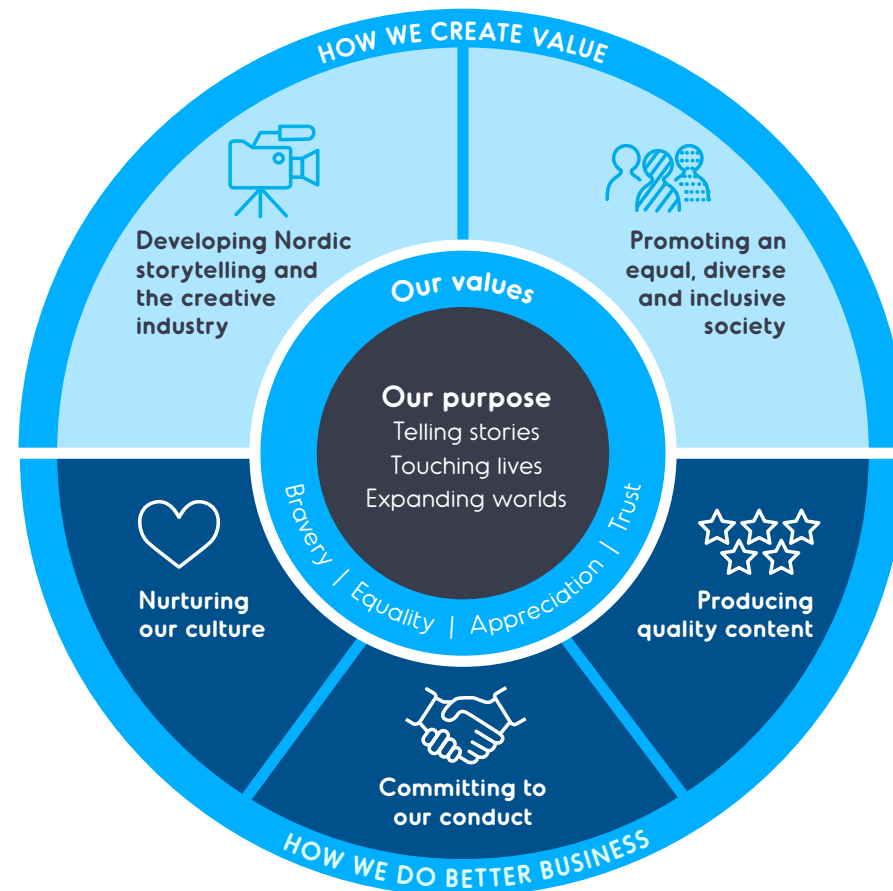 HOW WE CREATE VALUE
Developing Nordic
storytelling and
the creative
industry
Promoting an
equal, diverse
and inclusive
society
Our values
Our purpose
Telling stories
Touching lives
Expanding worlds
Bravery | Equality | Appreciation | Trust
Nurturing
our culture
Producing
quality content
Committing to
our conduct
HOW WE DO BETTER BUSINESS